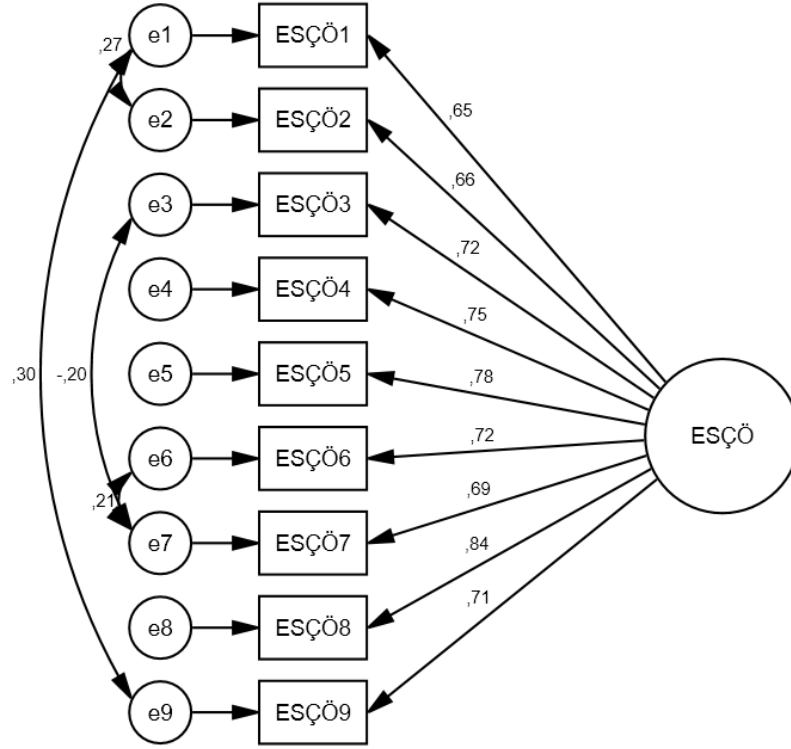 e1 ESÇÖ1
,27
e2 ESÇÖ2
,65
,66
e3 ESÇÖ3
,72
e4 ESÇÖ4
,75
,30 -,20
e5 ESÇÖ5
,78
ESÇÖ
e6 ESÇÖ6
,72
,21
e7 ESÇÖ7
,69
,84
e8 ESÇÖ8
,71
e9 ESÇÖ9